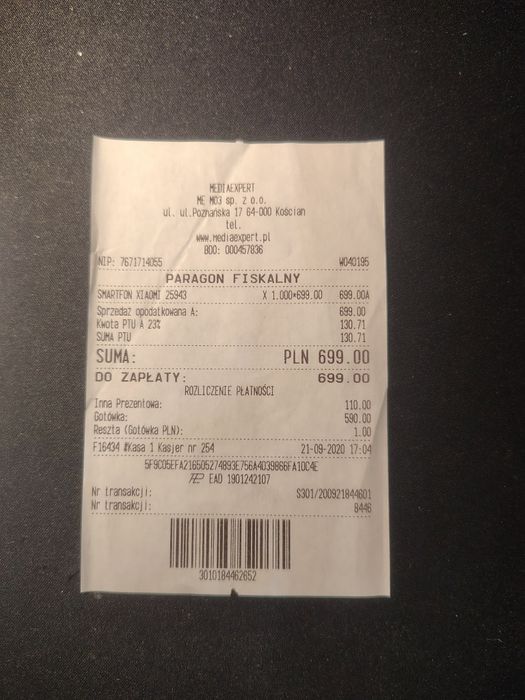 MEDIAEXPERT
ME M03 sp. z o.o.
ul. ul.Poznańska 17 64-000 Kościan
tel.
www.mediaexpert.pl
BDO: 000457836
NIP: 7671714055 W040195
PARAGON FISKALNY
SMARTFON XIAOMI 25943 X 1.000*699.00 699.00A
Sprzedaż opodatkowana A: 699.00
Kwota PTU A 23% 130.71
SUMA PTU 130.71
SUMA: PLN 699.00
DO ZAPŁATY: 699.00
ROZLICZENIE PŁATNOŚCI
Inna Prezentowa: 110.00
Gotówka: 590.00
Reszta (Gotówka PLN): 1.00
F16434 #Kasa 1 Kasjer nr 254 21-09-2020 17:04
5F9C05EFA216505274893E756A4039866FA10C4E
EAD 1901242107
Nr transakcji: S301/200921844601
Nr transakcji: 8446
3010184462652